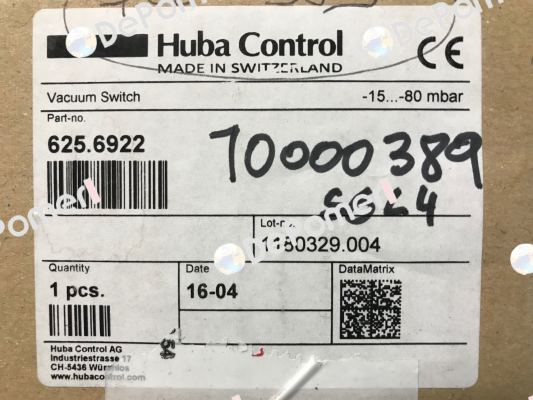 Huba Control
CE
MADE IN SWITZERLAND
Vacuum Switch -15...-80 mbar
Part-no.
625.6922
70000389
Lot-no.
1180329.004
Quantity Date DataMatrix
1 pcs. 16-04
Huba Control AG
Industriestrasse 17
CH-5436 Würenlos
www.hubacontrol.com